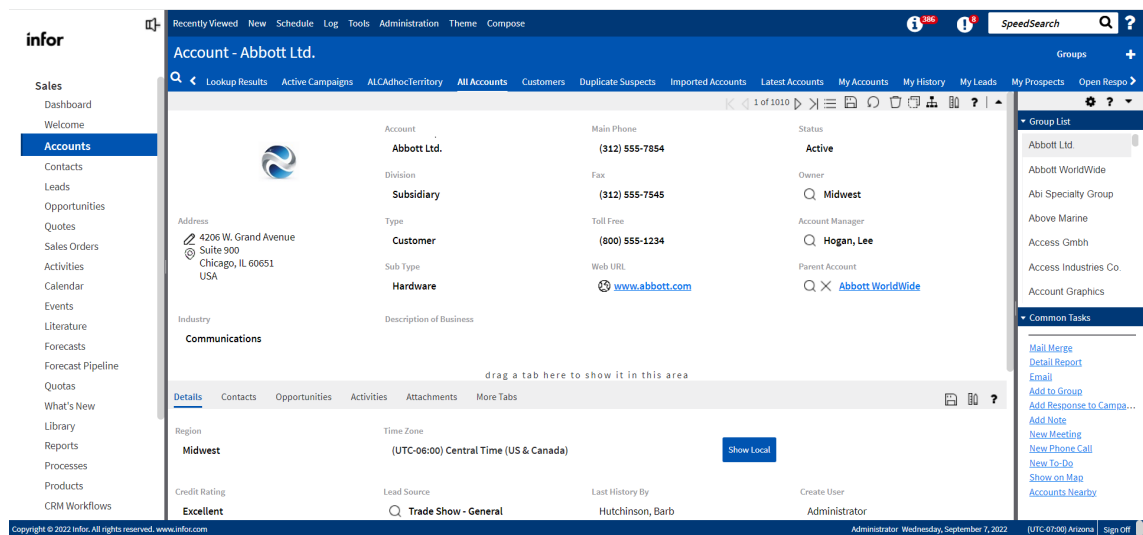 infor
Recently Viewed New Schedule Log Tools Administration Theme Compose
386
8
SpeedSearch
?
Account - Abbott Ltd.
Groups +
Lookup Results Active Campaigns ALCAdhocTerritory All Accounts Customers Duplicate Suspects Imported Accounts Latest Accounts My Accounts My History My Leads My Prospects Open Respo
1 of 1010
?
?
Sales
Dashboard
Welcome
Accounts
Contacts
Leads
Opportunities
Quotes
Sales Orders
Activities
Calendar
Events
Literature
Forecasts
Forecast Pipeline
Quotas
What's New
Library
Reports
Processes
Products
CRM Workflows
Address
4206 W. Grand Avenue
Suite 900
Chicago, IL 60651
USA
Industry
Communications
Account
Abbott Ltd.
Division
Subsidiary
Type
Customer
Sub Type
Hardware
Description of Business
Main Phone
(312) 555-7854
Fax
(312) 555-7545
Toll Free
(800) 555-1234
Web URL
www.abbott.com
Status
Active
Owner
Midwest
Account Manager
Hogan, Lee
Parent Account
Abbott WorldWide
drag a tab here to show it in this area
Details Contacts Opportunities Activities Attachments More Tabs
?
Region
Midwest
Time Zone
(UTC-06:00) Central Time (US & Canada)
Show Local
Credit Rating
Excellent
Lead Source
Trade Show - General
Last History By
Hutchinson, Barb
Create User
Administrator
Group List
Abbott Ltd.
Abbott WorldWide
Abi Specialty Group
Above Marine
Access Gmbh
Access Industries Co.
Account Graphics
Common Tasks
Mail Merge
Detail Report
Email
Add to Group
Add Response to Campa...
Add Note
New Meeting
New Phone Call
New To-Do
Show on Map
Accounts Nearby
Copyright © 2022 Infor. All rights reserved. www.infor.com
Administrator Wednesday, September 7, 2022 (UTC-07:00) Arizona Sign Off